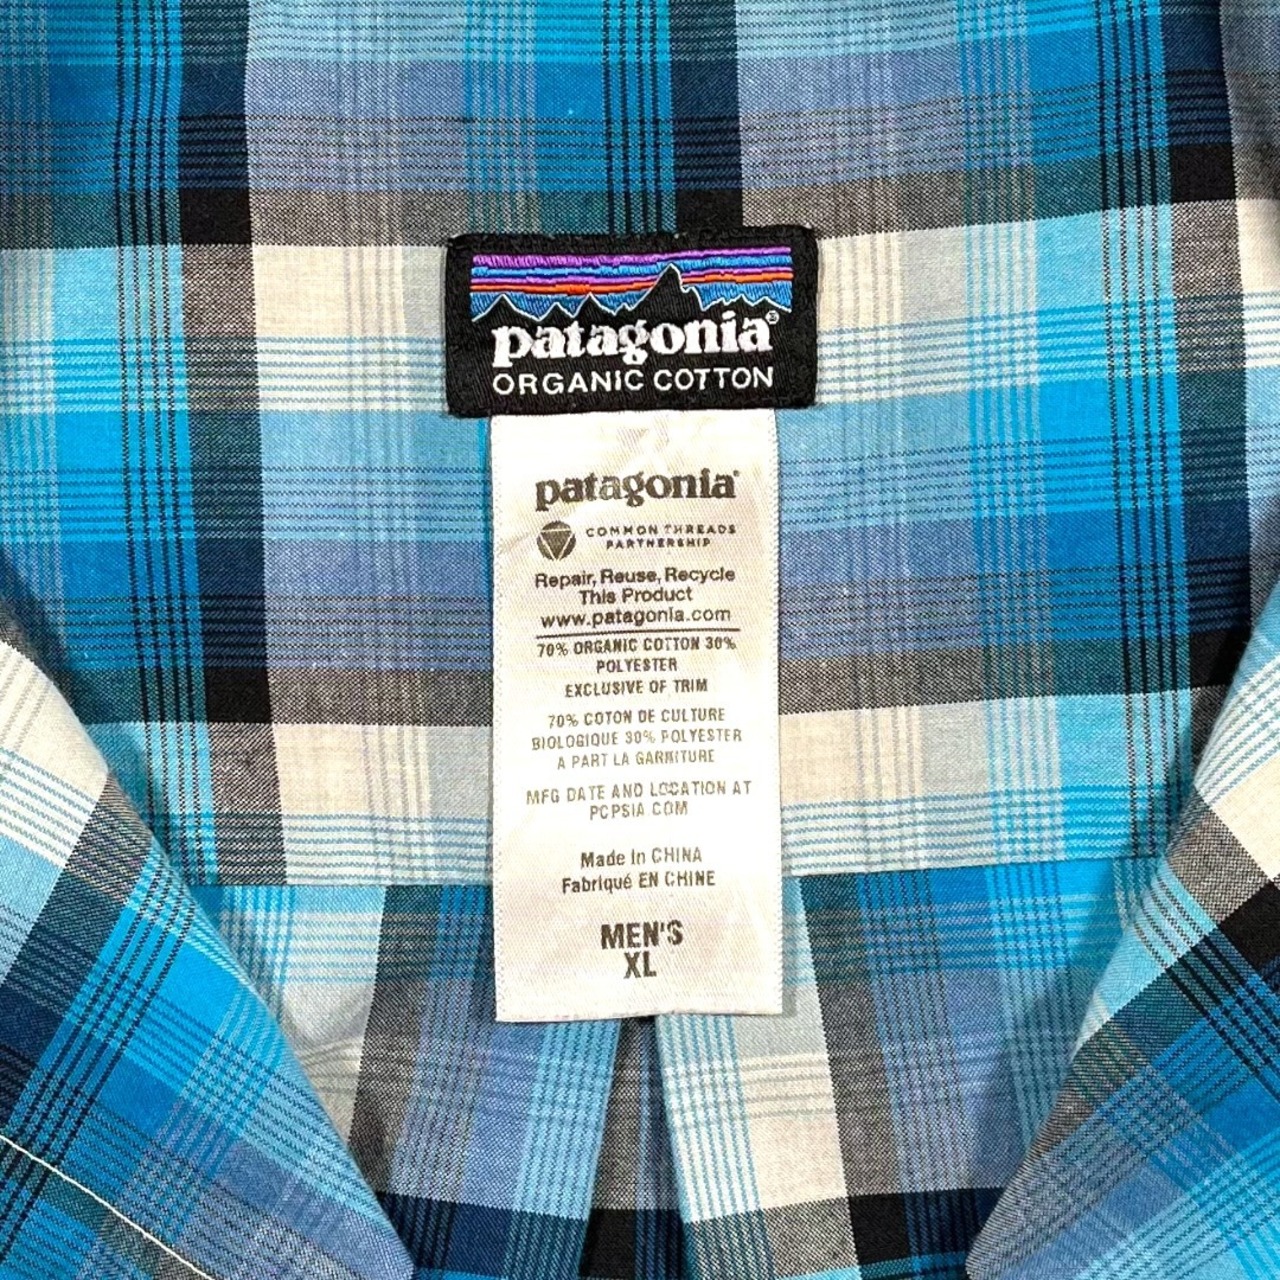 patagonia®
ORGANIC COTTON
patagonia®
COMMON THREADS
PARTNERSHIP
Repair, Reuse, Recycle
This Product
www.patagonia.com
70% ORGANIC COTTON 30%
POLYESTER
EXCLUSIVE OF TRIM
70% COTON DE CULTURE
BIOLOGIQUE 30% POLYESTER
A PART LA GARNITURE
MFG DATE AND LOCATION AT
PCPSIA.COM
Made In CHINA
Fabriqué EN CHINE
MEN'S
XL